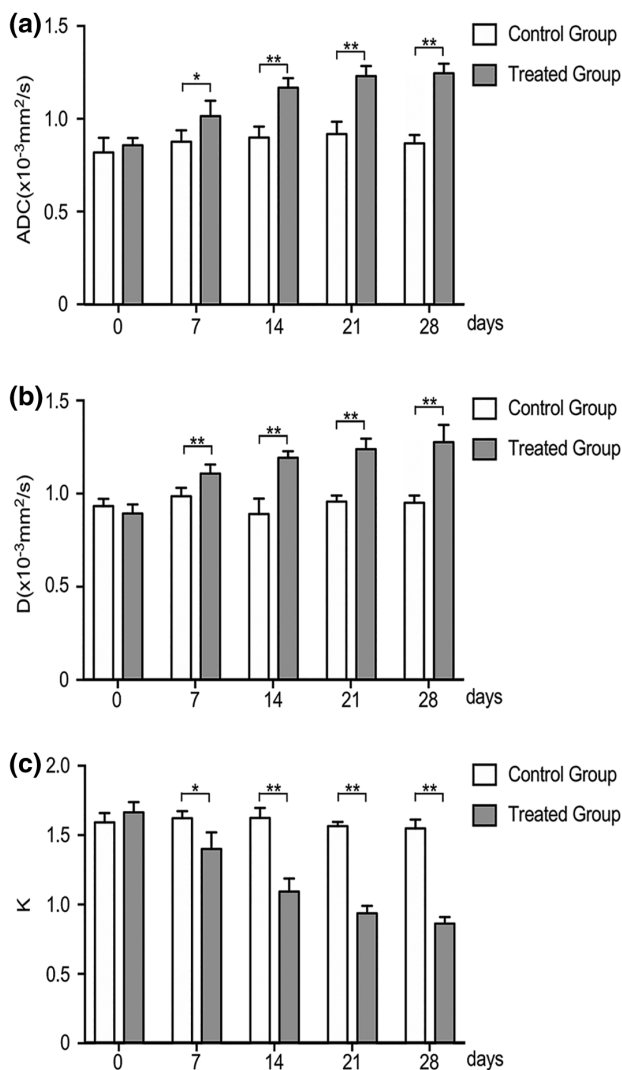 (a)
1.5
1.0
0.5
0
ADC(x10⁻³mm²/s)
* ** ** **
Control Group
Treated Group
0 7 14 21 28 days
(b)
1.5
1.0
0.5
0
D(x10⁻³mm²/s)
** ** ** **
Control Group
Treated Group
0 7 14 21 28 days
(c)
2.0
1.5
1.0
0.5
0
K
* ** ** **
Control Group
Treated Group
0 7 14 21 28 days